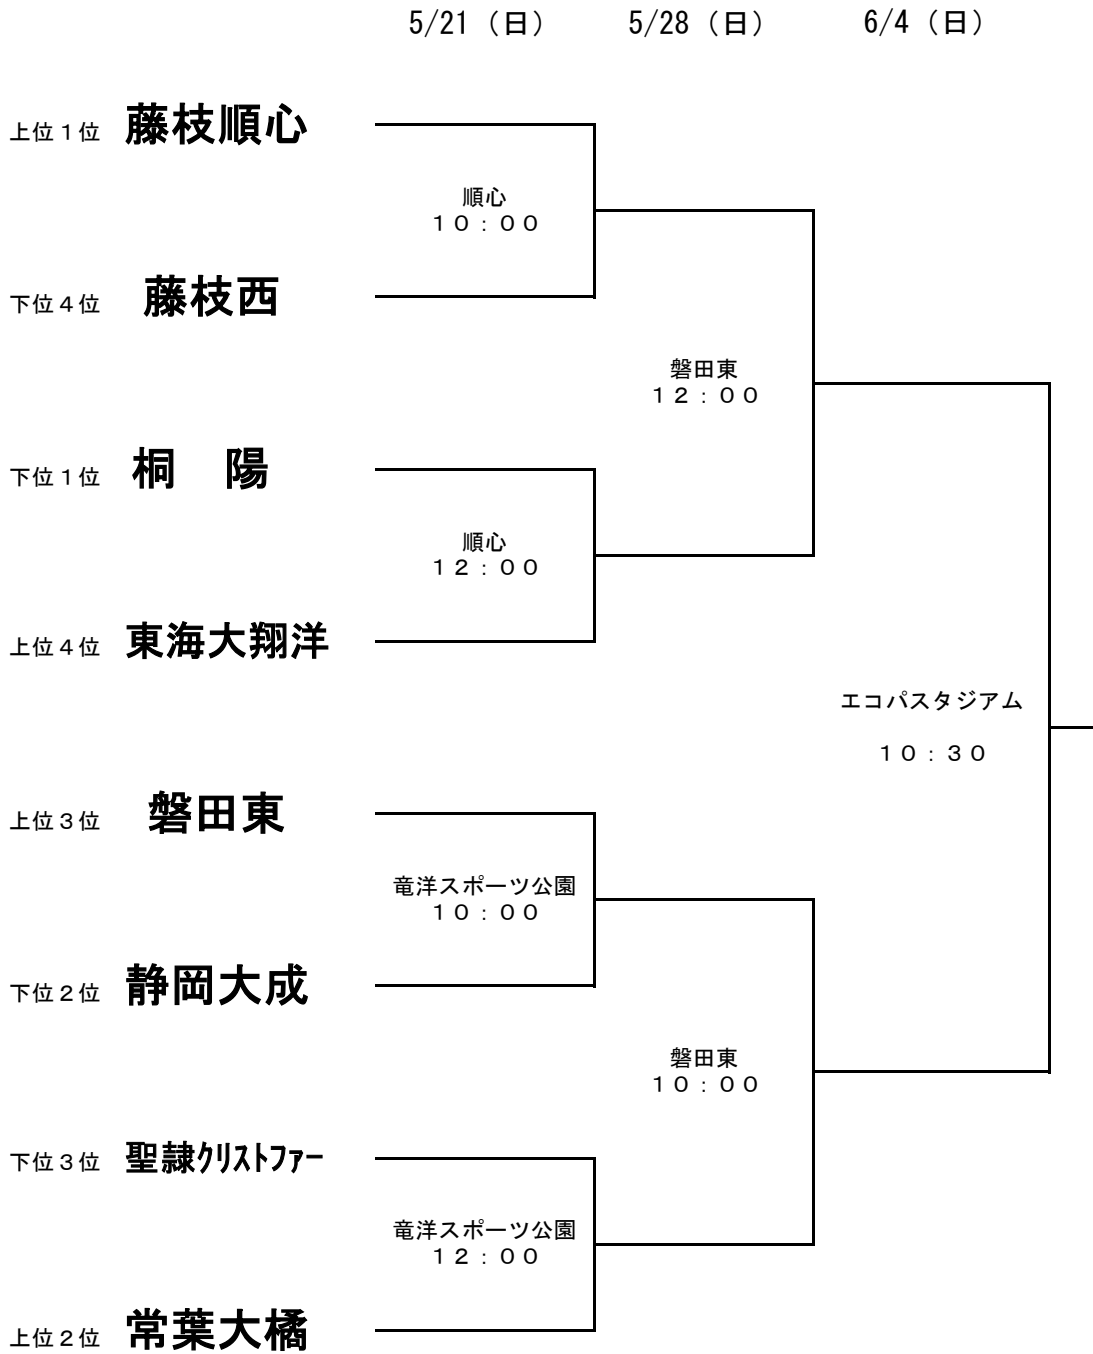 5/21（日）
5/28（日）
6/4（日）
上位１位 藤枝順心
順心
１０：００
下位４位 藤枝西
磐田東
１２：００
下位１位 桐　陽
順心
１２：００
上位４位 東海大翔洋
エコパスタジアム
１０：３０
上位３位 磐田東
竜洋スポーツ公園
１０：００
下位２位 静岡大成
磐田東
１０：００
下位３位 聖隷ｸﾘｽﾄﾌｧｰ
竜洋スポーツ公園
１２：００
上位２位 常葉大橘